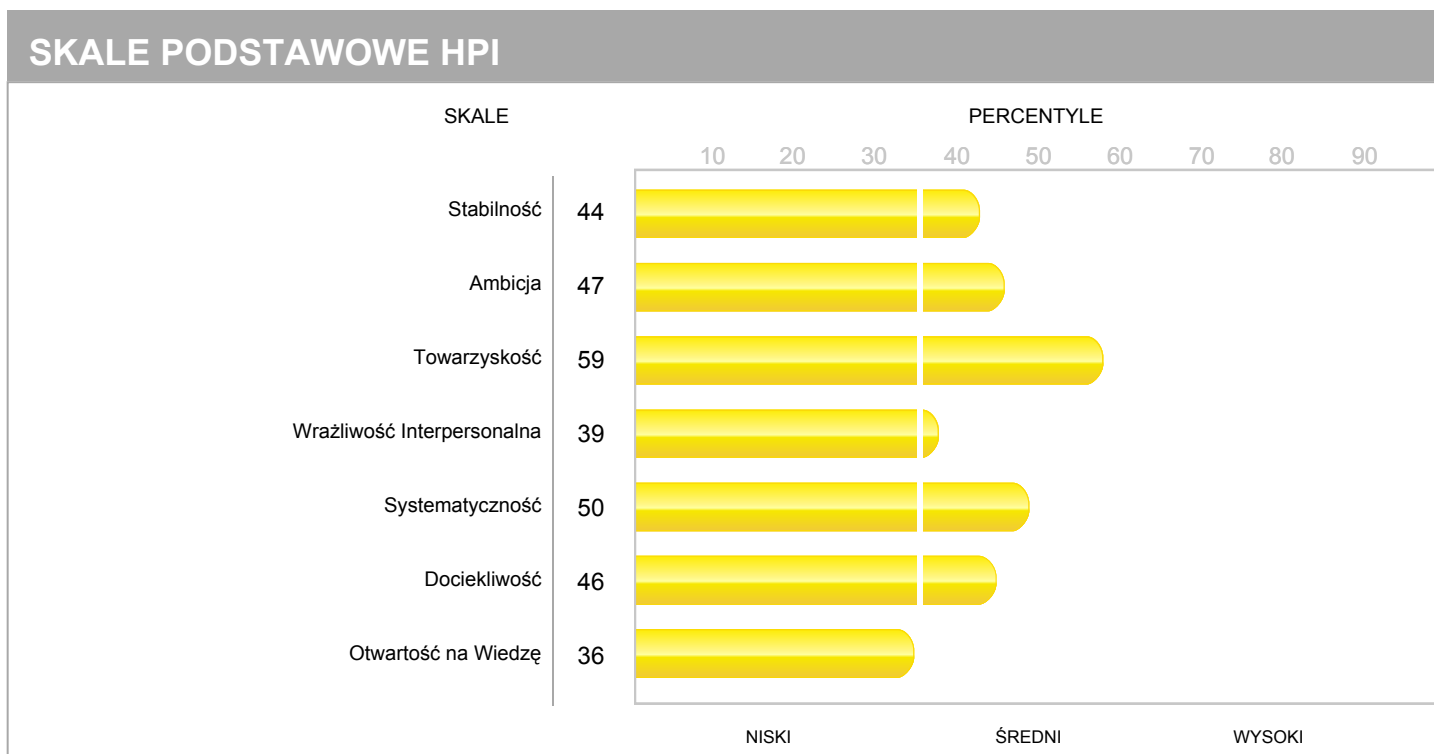 SKALE PODSTAWOWE HPI
SKALE PERCENTYLE
10 20 30 40 50 60 70 80 90
Stabilność 44
Ambicja 47
Towarzyskość 59
Wrażliwość Interpersonalna 39
Systematyczność 50
Dociekliwość 46
Otwartość na Wiedzę 36
NISKI ŚREDNI WYSOKI